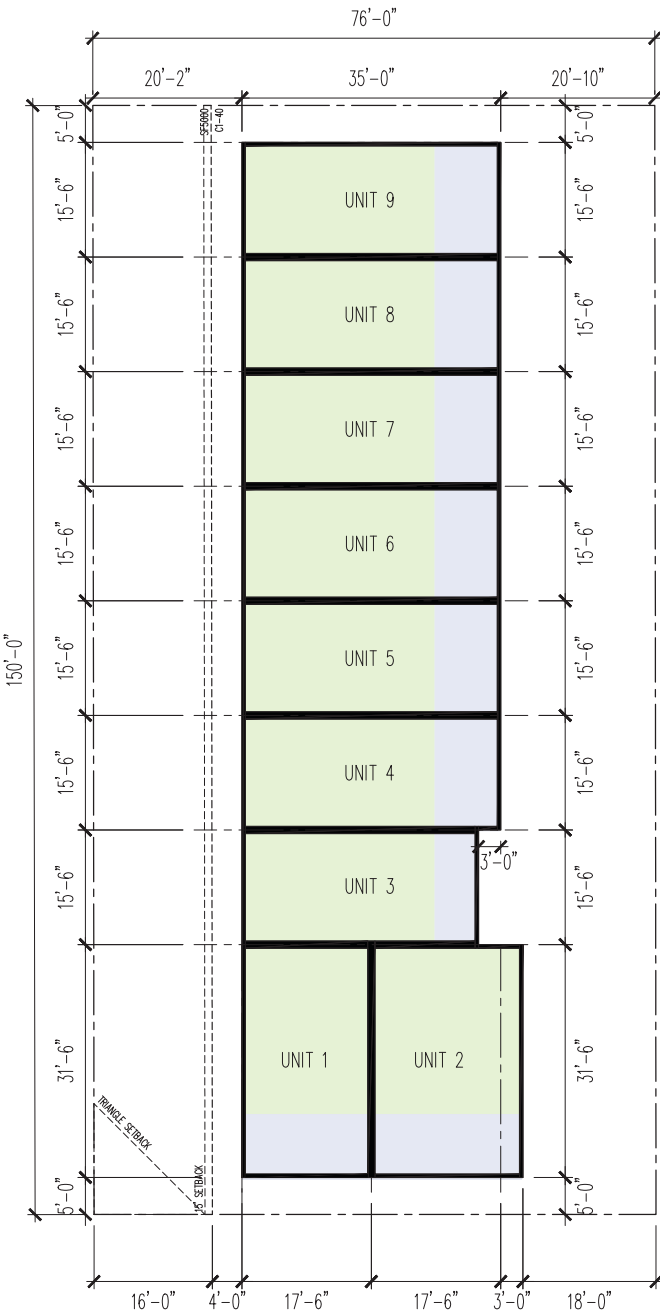 76'-0"
20'-2"
35'-0"
20'-10"
5'-0"
SF5000
C1-40
5'-0"
15'-6"
UNIT 9
15'-6"
15'-6"
UNIT 8
15'-6"
15'-6"
UNIT 7
15'-6"
15'-6"
UNIT 6
15'-6"
150'-0"
15'-6"
UNIT 5
15'-6"
15'-6"
UNIT 4
15'-6"
3'-0"
15'-6"
UNIT 3
15'-6"
31'-6"
UNIT 1
UNIT 2
31'-6"
TRIANGLE SETBACK
15' SETBACK
5'-0"
5'-0"
16'-0"
4'-0"
17'-6"
17'-6"
3'-0"
18'-0"